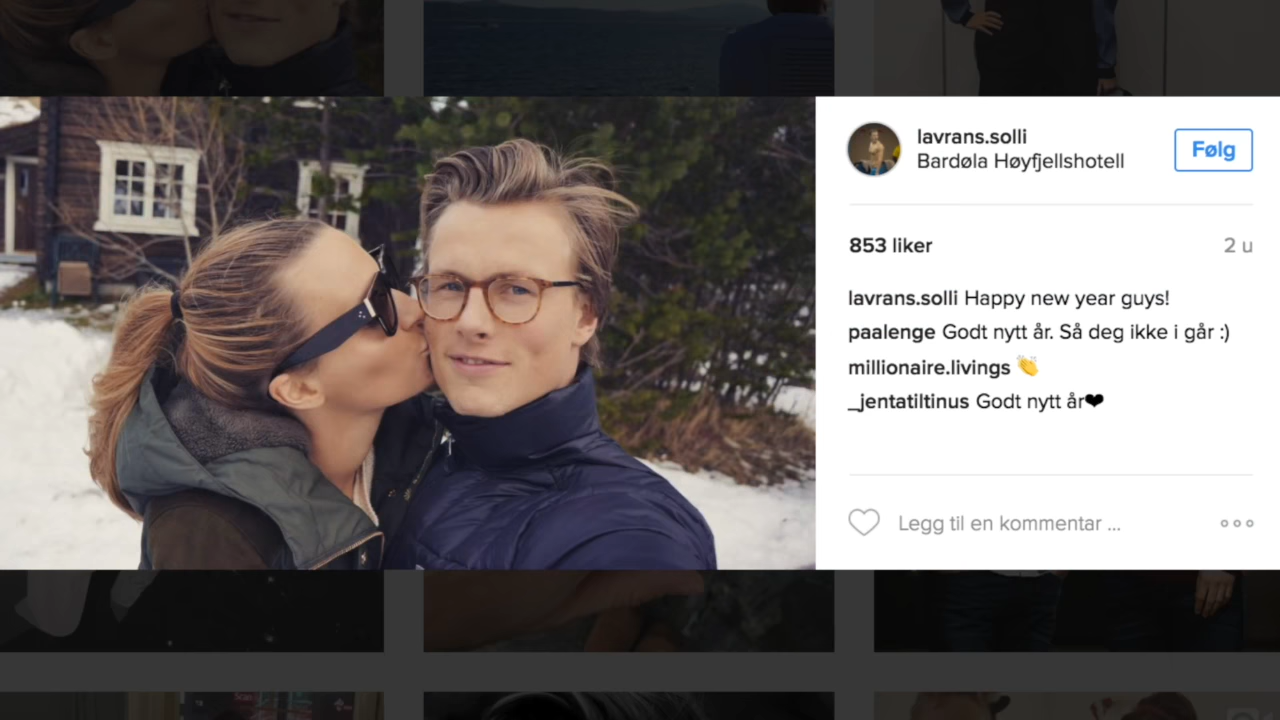 lavrans.solli
Bardøla Høyfjellshotell
Følg
853 liker
2 u
lavrans.solli Happy new year guys!
paalenge Godt nytt år. Så deg ikke i går :)
millionaire.livings 👏
_jentatiltinus Godt nytt år❤
Legg til en kommentar ...